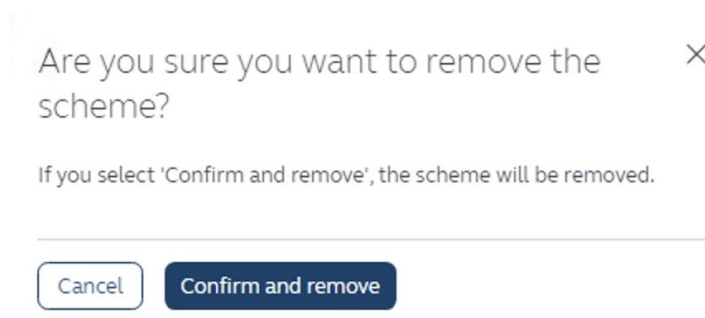 Are you sure you want to remove the
scheme?
If you select 'Confirm and remove', the scheme will be removed.
Cancel
Confirm and remove